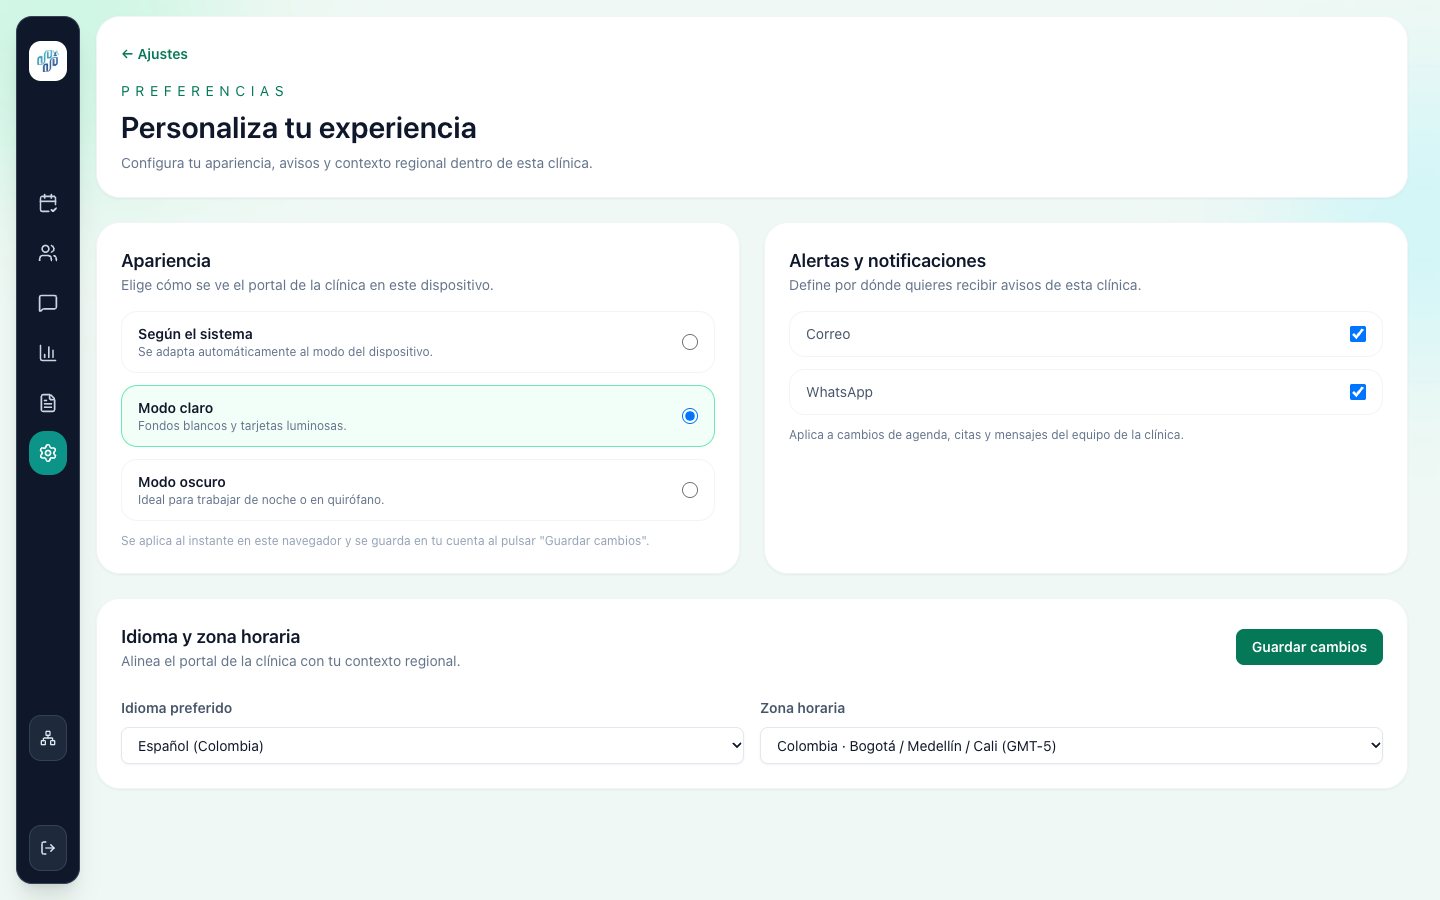 ← Ajustes
PREFERENCIAS
Personaliza tu experiencia
Configura tu apariencia, avisos y contexto regional dentro de esta clínica.
Apariencia
Elige cómo se ve el portal de la clínica en este dispositivo.
Según el sistema
Se adapta automáticamente al modo del dispositivo.
Modo claro
Fondos blancos y tarjetas luminosas.
Modo oscuro
Ideal para trabajar de noche o en quirófano.
Se aplica al instante en este navegador y se guarda en tu cuenta al pulsar "Guardar cambios".
Alertas y notificaciones
Define por dónde quieres recibir avisos de esta clínica.
Correo
WhatsApp
Aplica a cambios de agenda, citas y mensajes del equipo de la clínica.
Idioma y zona horaria
Alinea el portal de la clínica con tu contexto regional.
Guardar cambios
Idioma preferido
Español (Colombia)
Zona horaria
Colombia · Bogotá / Medellín / Cali (GMT-5)